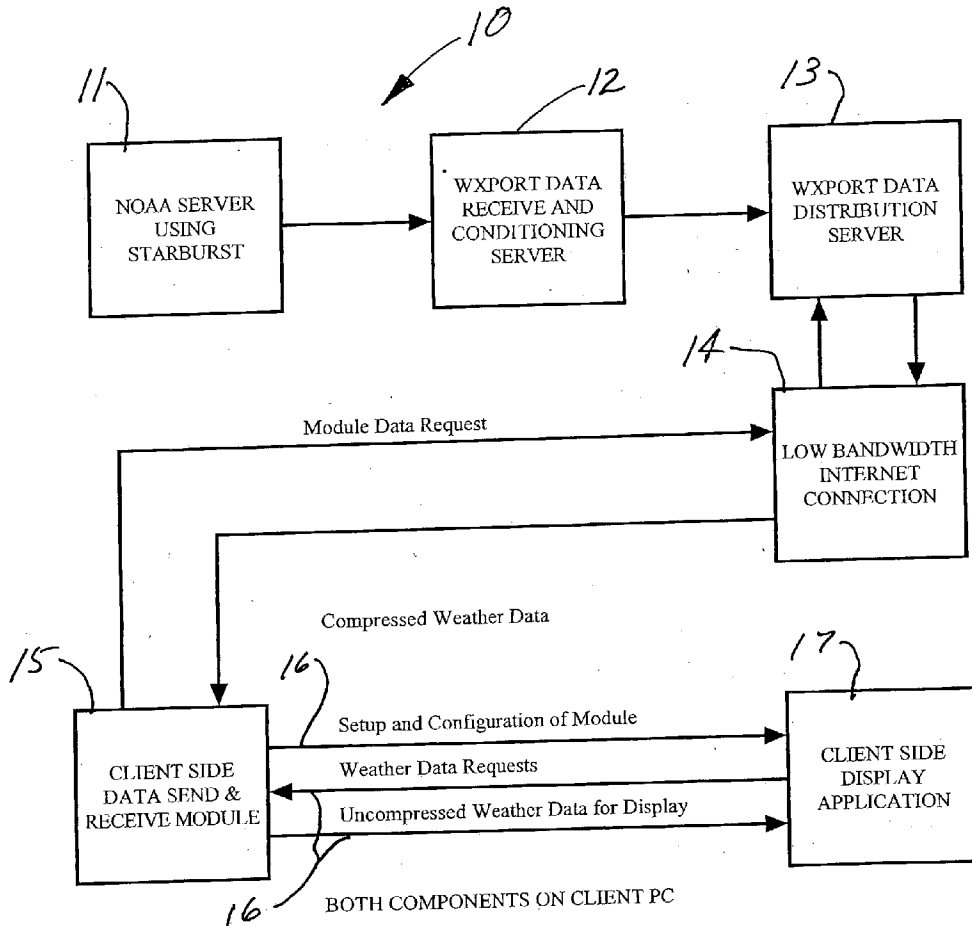 10
11
12
13
NOAA SERVER
USING
STARBURST
WXPORT DATA
RECEIVE AND
CONDITIONING
SERVER
WXPORT DATA
DISTRIBUTION
SERVER
14
Module Data Request
LOW BANDWIDTH
INTERNET
CONNECTION
Compressed Weather Data
15
16
17
Setup and Configuration of Module
Weather Data Requests
Uncompressed Weather Data for Display
CLIENT SIDE
DATA SEND &
RECEIVE MODULE
CLIENT SIDE
DISPLAY
APPLICATION
16
BOTH COMPONENTS ON CLIENT PC